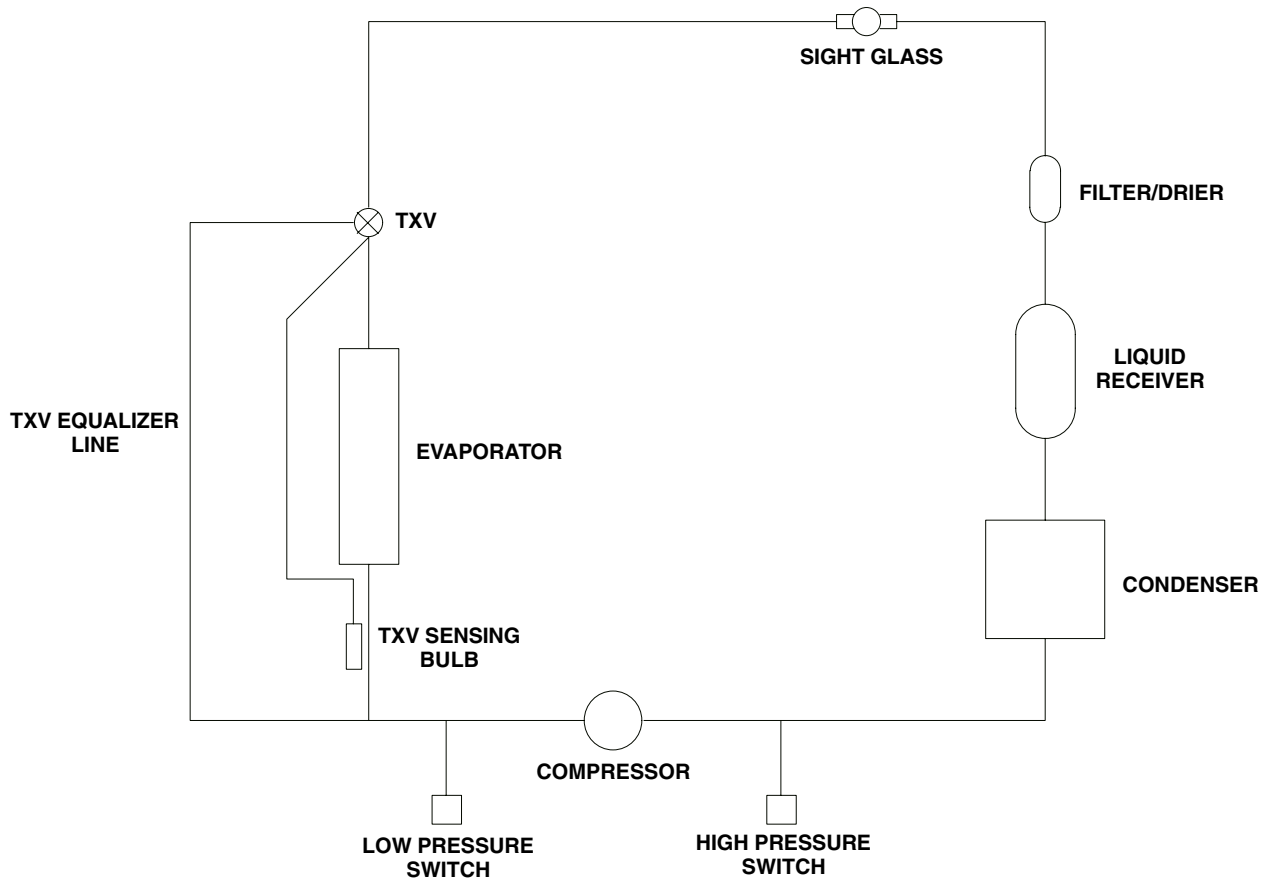 SIGHT GLASS
FILTER/DRIER
TXV
LIQUID
RECEIVER
TXV EQUALIZER
LINE
EVAPORATOR
CONDENSER
TXV SENSING
BULB
COMPRESSOR
LOW PRESSURE
SWITCH
HIGH PRESSURE
SWITCH